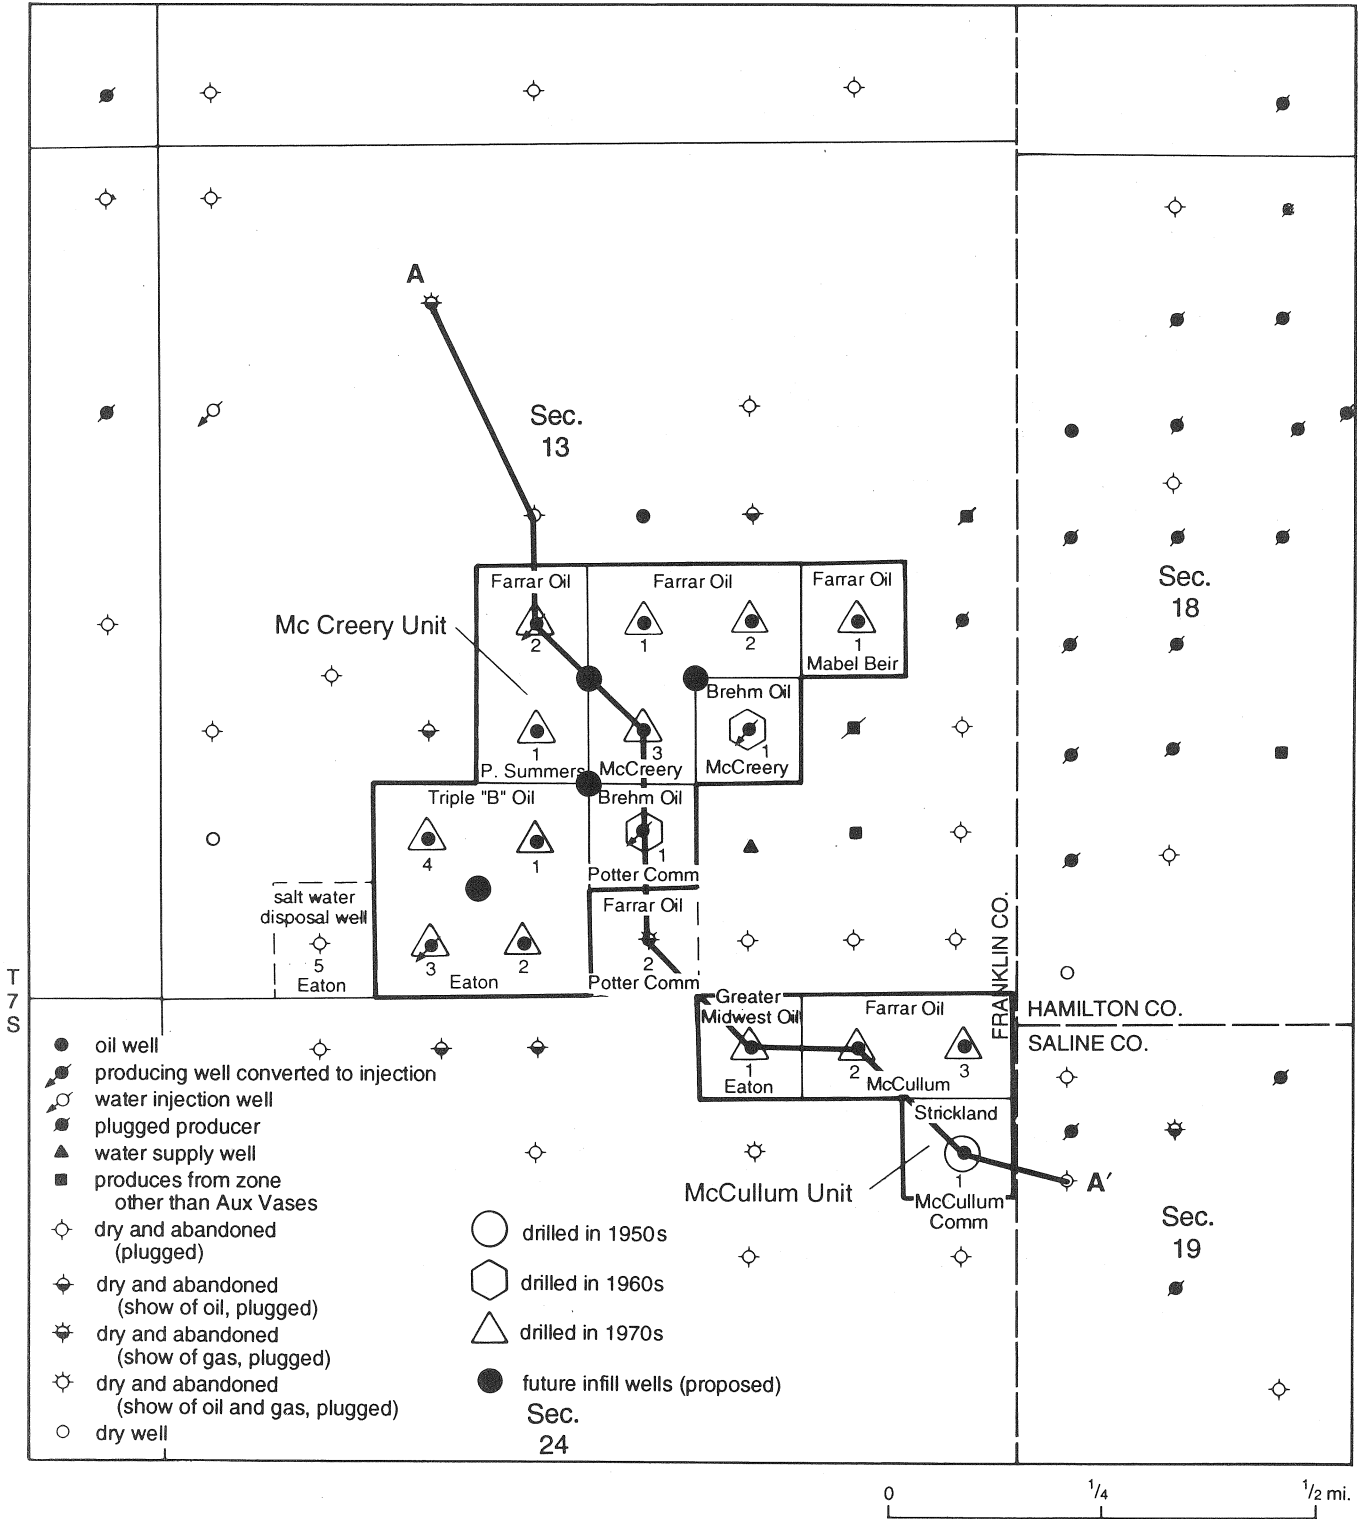 A
Sec.
13
Farrar Oil
Farrar Oil
Farrar Oil
Mc Creery Unit
2
1
2
1
Mabel Beir
Brehm Oil
1
P. Summers
3
McCreery
1
McCreery
Sec.
18
Triple "B" Oil
Brehm Oil
4
1
1
Potter Comm
salt water
disposal well
5
Eaton
3
2
Eaton
Farrar Oil
2
Potter Comm
T
7
S
FRANKLIN CO.
HAMILTON CO.
SALINE CO.
Greater
Midwest Oil
Farrar Oil
1
Eaton
2
3
McCullum
Strickland
1
McCullum
Comm
McCullum Unit
A′
Sec.
19
oil well
producing well converted to injection
water injection well
plugged producer
water supply well
produces from zone
other than Aux Vases
dry and abandoned
(plugged)
dry and abandoned
(show of oil, plugged)
dry and abandoned
(show of gas, plugged)
dry and abandoned
(show of oil and gas, plugged)
dry well
drilled in 1950s
drilled in 1960s
drilled in 1970s
future infill wells (proposed)
Sec.
24
0 1/4 1/2 mi.